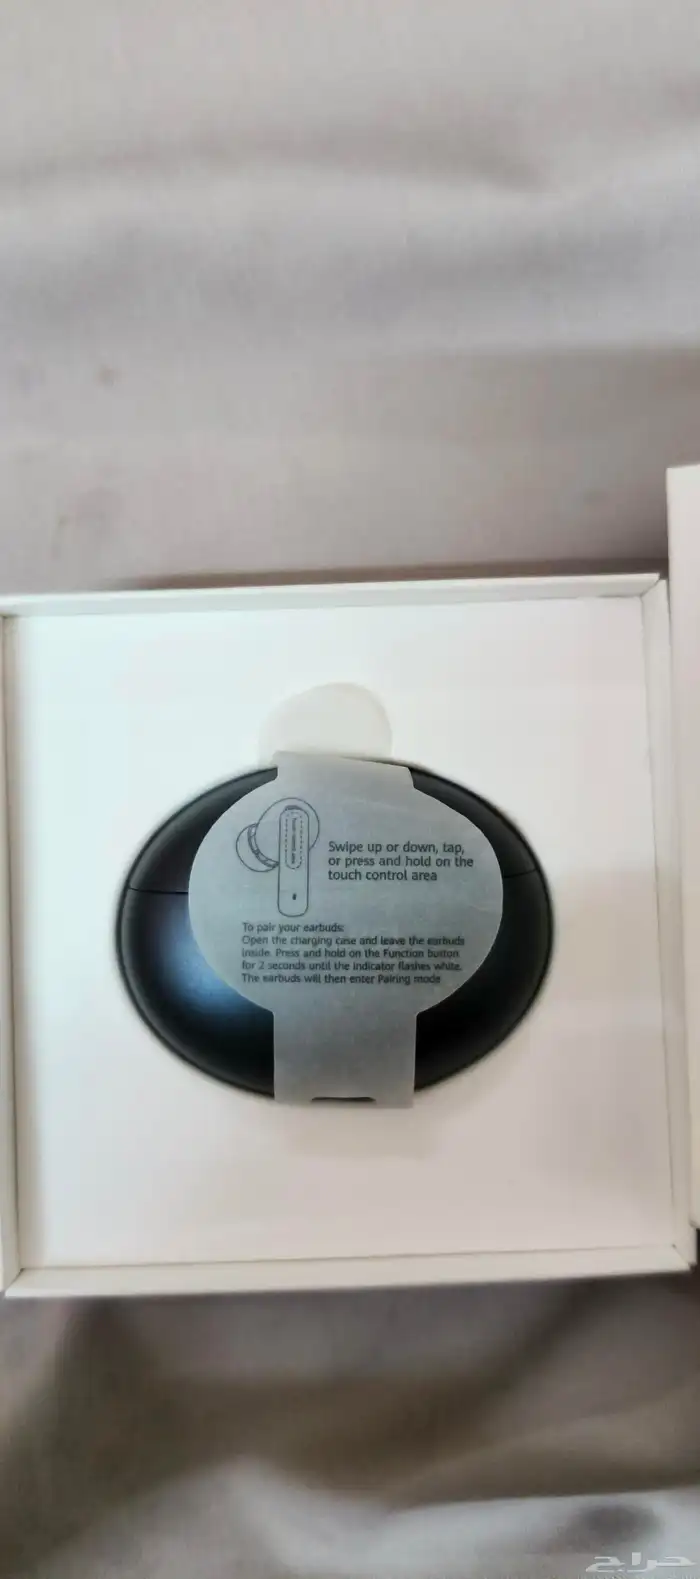 Swipe up or down, tap,
or press and hold on the
touch control area
To pair your earbuds:
Open the charging case and leave the earbuds
inside. Press and hold on the Function button
for 2 seconds until the indicator flashes white.
The earbuds will then enter Pairing mode
حراج